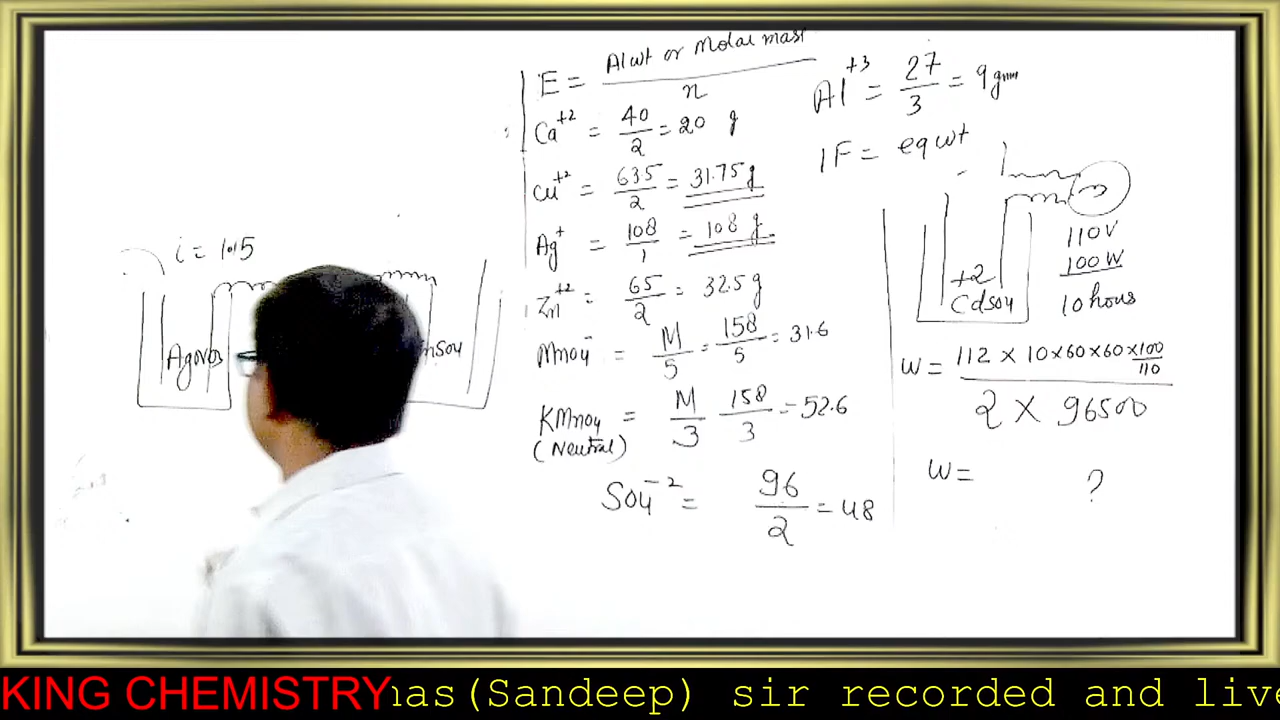 i = 1.5
AgNO3
nSO4
E = At wt or Molar mass / n
Ca+2 = 40/2 = 20 g
Cu+2 = 63.5/2 = 31.75 g
Ag+ = 108/1 = 108 g
Zn+2 = 65/2 = 32.5 g
MnO4- = M/5 = 158/5 = 31.6
KMnO4 = M/3 158/3 = 52.6
(Neutral)
SO4-2 = 96/2 = 48
Al+3 = 27/3 = 9 gm
1F = eq wt
110V
100W
10 hours
+2
CdSO4
W = 112 × 10×60×60×100/110 / 2 × 96500
W = ?
KING CHEMISTRY
has(Sandeep) sir recorded and live